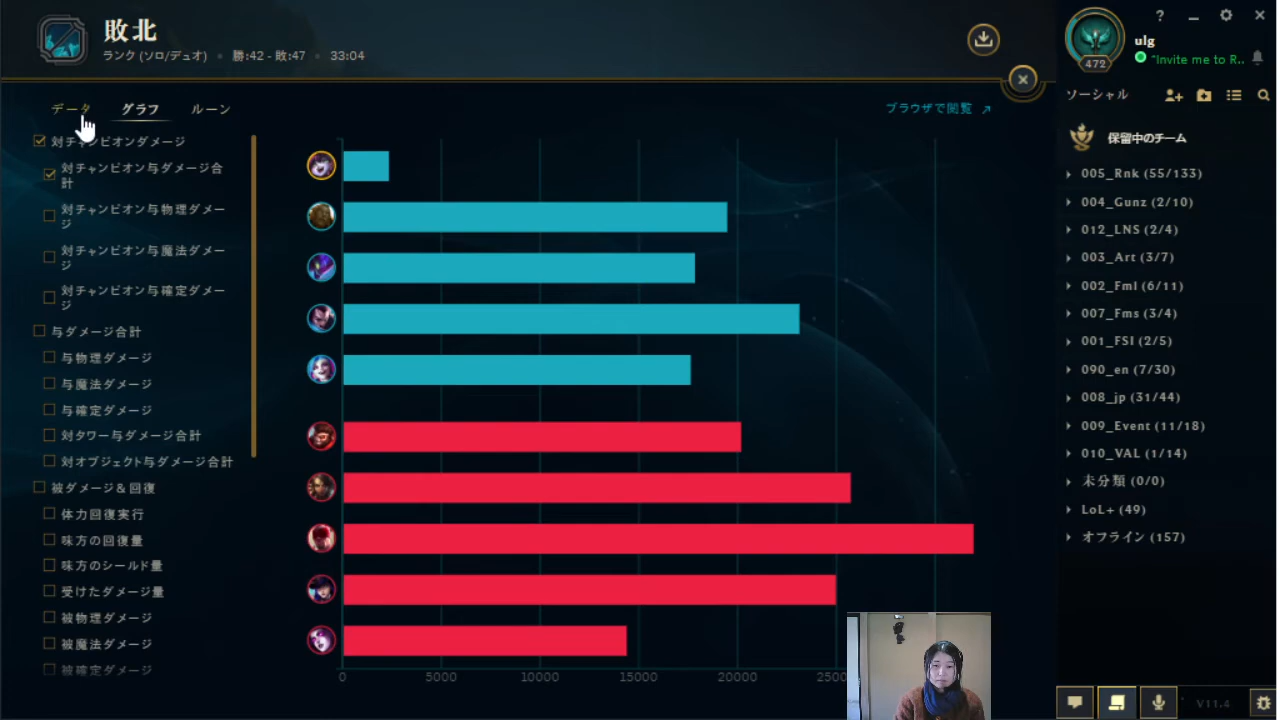 敗北
ランク (ソロ/デュオ) • 勝:42 - 敗:47 • 33:04
データ グラフ ルーン
ブラウザで閲覧
対チャンピオンダメージ
対チャンピオン与ダメージ合
計
対チャンピオン与物理ダメー
ジ
対チャンピオン与魔法ダメー
ジ
対チャンピオン与確定ダメー
ジ
与ダメージ合計
与物理ダメージ
与魔法ダメージ
与確定ダメージ
対タワー与ダメージ合計
対オブジェクト与ダメージ合計
被ダメージ＆回復
体力回復実行
味方の回復量
味方のシールド量
受けたダメージ量
被物理ダメージ
被魔法ダメージ
被確定ダメージ
0 5000 10000 15000 20000 2500
?
ulg
472
"Invite me to R..
ソーシャル
保留中のチーム
005_Rnk (55/133)
004_Gunz (2/10)
012_LNS (2/4)
003_Art (3/7)
002_Fml (6/11)
007_Fms (3/4)
001_FSI (2/5)
090_en (7/30)
008_jp (31/44)
009_Event (11/18)
010_VAL (1/14)
未分類 (0/0)
LoL+ (49)
オフライン (157)
V11.4